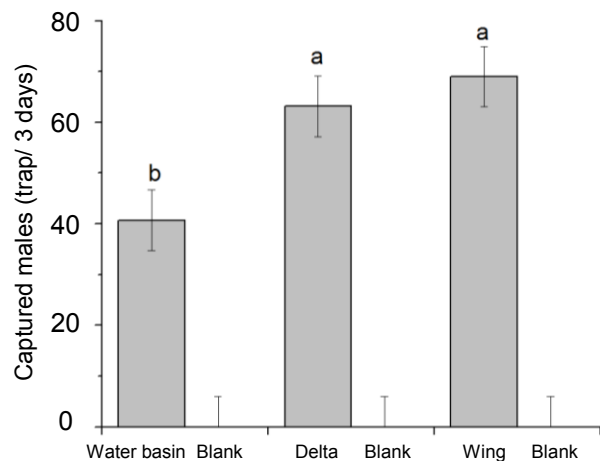 Captured males (trap/ 3 days)
80
60
40
20
0
b
a
a
Water basin Blank Delta Blank Wing Blank